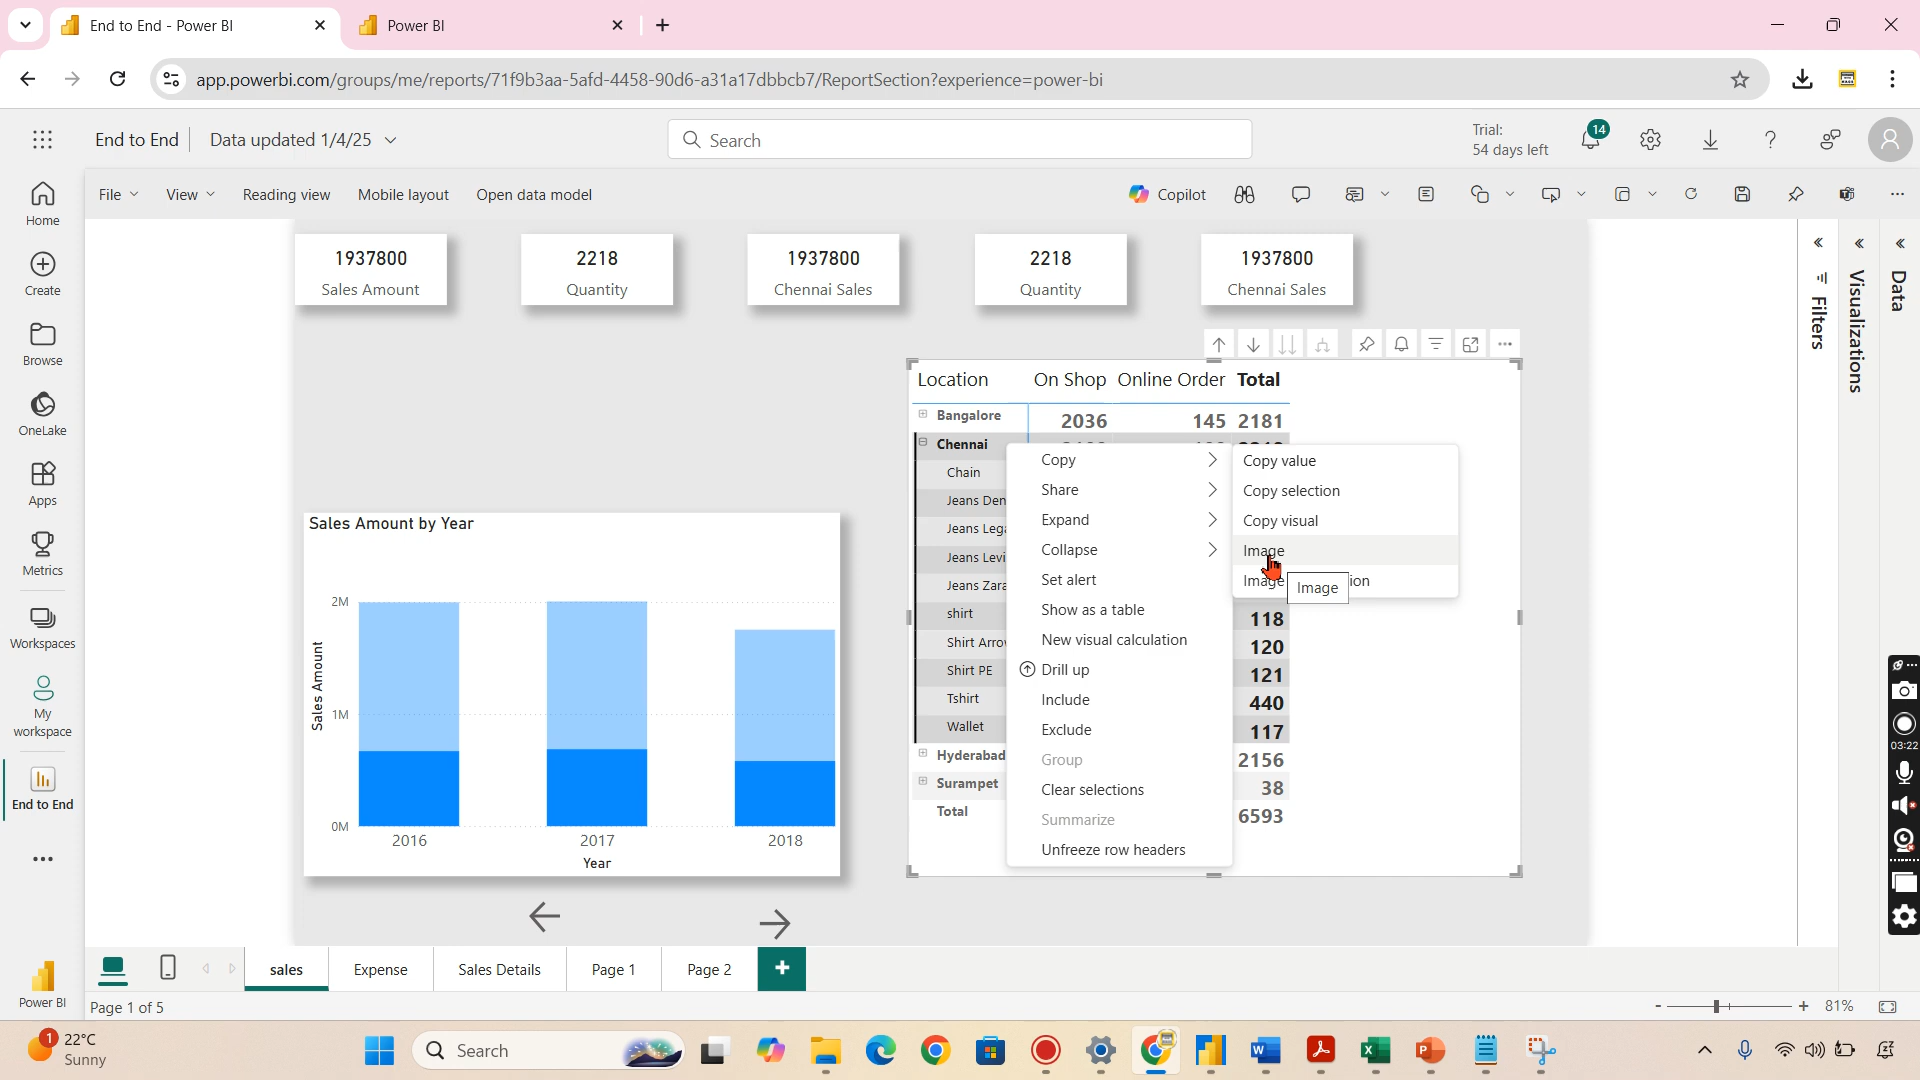 End to End - Power BI
Power BI
app.powerbi.com/groups/me/reports/71f9b3aa-5afd-4458-90d6-a31a17dbbcb7/ReportSection?experience=power-bi
End to End
Data updated 1/4/25
Search
Trial:
54 days left
14
File
View
Reading view
Mobile layout
Open data model
Copilot
Home
Create
Browse
OneLake
Apps
Metrics
Workspaces
My
workspace
End to End
Power BI
1937800
Sales Amount
2218
Quantity
1937800
Chennai Sales
2218
Quantity
1937800
Chennai Sales
Filters
Visualizations
Data
Sales Amount by Year
2M
1M
0M
Sales Amount
2016
2017
2018
Year
Location On Shop Online Order Total
Bangalore 2036 145 2181
Chennai
Chain
Jeans Den
Jeans Lega
Jeans Levi
Jeans Zara
shirt 118
Shirt Arro 120
Shirt PE 121
Tshirt 440
Wallet 117
Hyderabad 2156
Surampet 38
Total 6593
Copy
Share
Expand
Collapse
Set alert
Show as a table
New visual calculation
Drill up
Include
Exclude
Group
Clear selections
Summarize
Unfreeze row headers
Copy value
Copy selection
Copy visual
Image
Image ion
Image
03:22
sales
Expense
Sales Details
Page 1
Page 2
+
Page 1 of 5
- + 81%
1
22°C
Sunny
Search